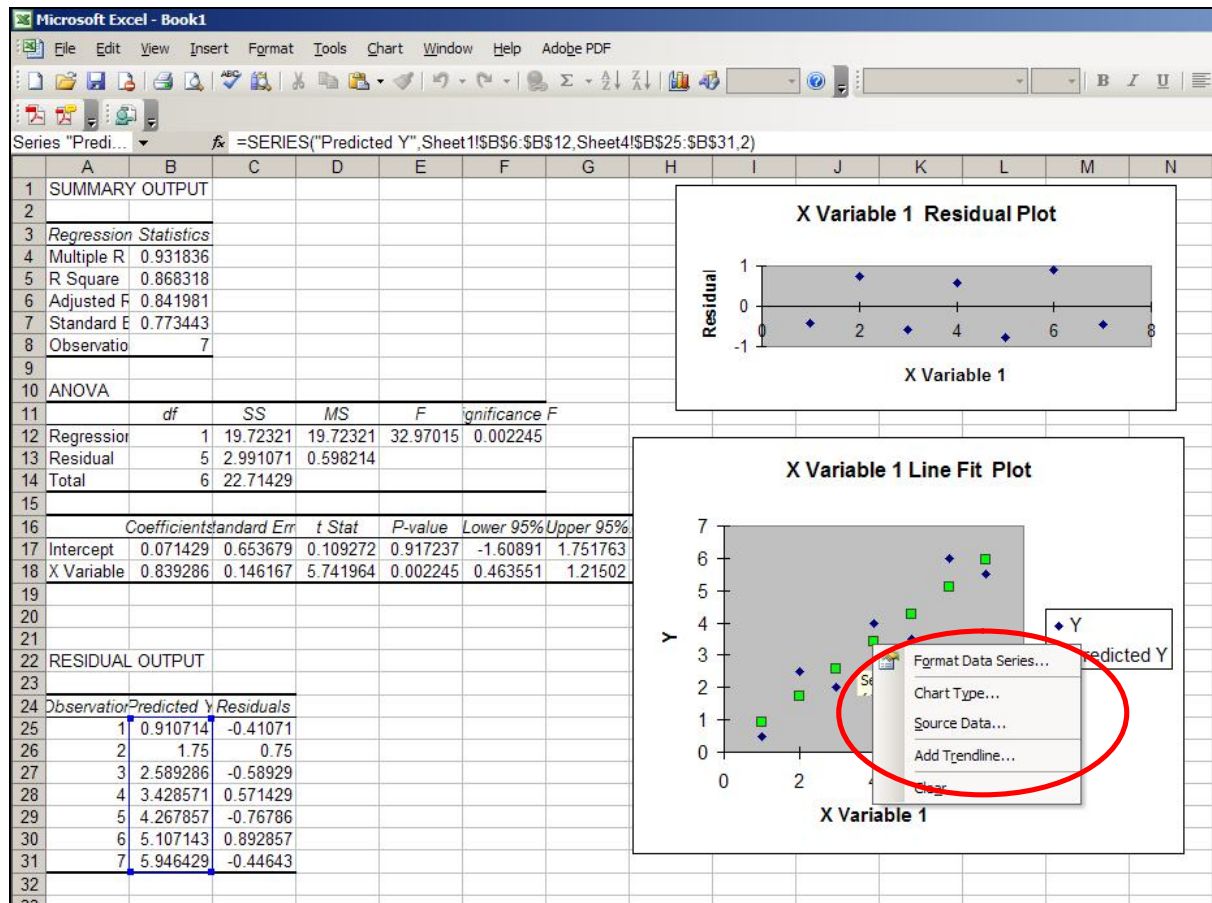 Microsoft Excel - Book1
File Edit View Insert Format Tools Chart Window Help Adobe PDF
ABC Σ A Z Z A B I U
Series "Predi... fx =SERIES("Predicted Y",Sheet1!$B$6:$B$12,Sheet4!$B$25:$B$31,2)
A B C D E F G H I J K L M N
1 SUMMARY OUTPUT
2
3 Regression Statistics
4 Multiple R 0.931836
5 R Square 0.868318
6 Adjusted R 0.841981
7 Standard E 0.773443
8 Observatio 7
9
10 ANOVA
11 df SS MS F ignificance F
12 Regression 1 19.72321 19.72321 32.97015 0.002245
13 Residual 5 2.991071 0.598214
14 Total 6 22.71429
15
16 Coefficients tandard Err t Stat P-value Lower 95% Upper 95%
17 Intercept 0.071429 0.653679 0.109272 0.917237 -1.60891 1.751763
18 X Variable 0.839286 0.146167 5.741964 0.002245 0.463551 1.21502
19
20
21
22 RESIDUAL OUTPUT
23
24 Observation Predicted Y Residuals
25 1 0.910714 -0.41071
26 2 1.75 0.75
27 3 2.589286 -0.58929
28 4 3.428571 0.571429
29 5 4.267857 -0.76786
30 6 5.107143 0.892857
31 7 5.946429 -0.44643
32
X Variable 1 Residual Plot
Residual
1
0
-1
0 2 4 6 8
X Variable 1
X Variable 1 Line Fit Plot
Y
7
6
5
4
3
2
1
0
0 2
X Variable 1
Y
redicted Y
Se
Format Data Series...
Chart Type...
Source Data...
Add Trendline...
Clear